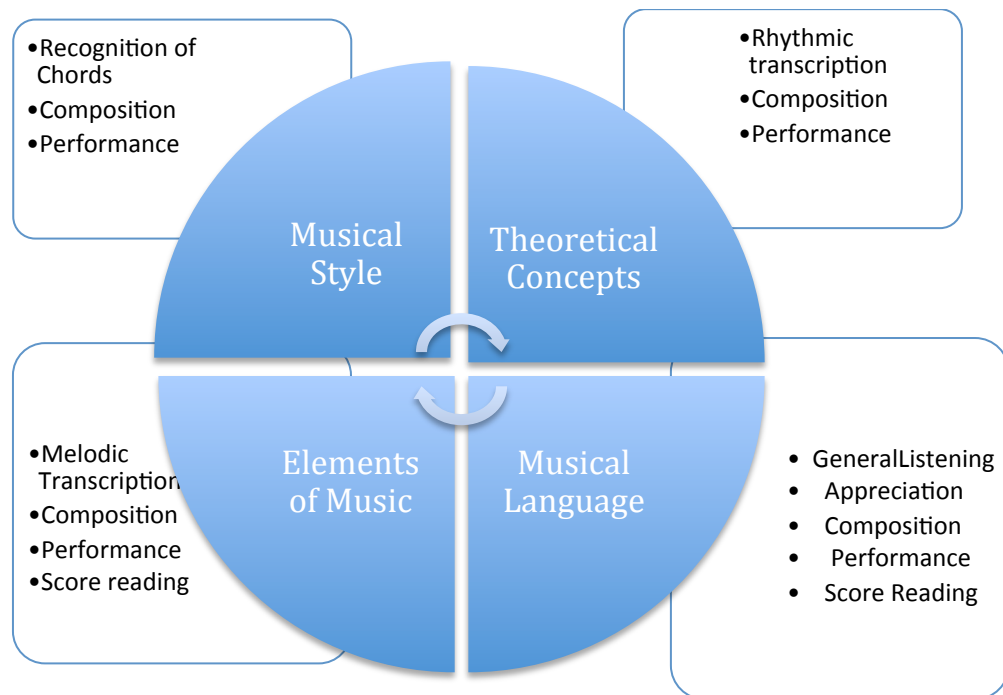 •Recognition of
Chords
•Composition
•Performance
•Rhythmic
transcription
•Composition
•Performance
Musical
Style
Theoretical
Concepts
•Melodic
Transcription
•Composition
•Performance
•Score reading
Elements
of Music
Musical
Language
• GeneralListening
• Appreciation
• Composition
• Performance
• Score Reading